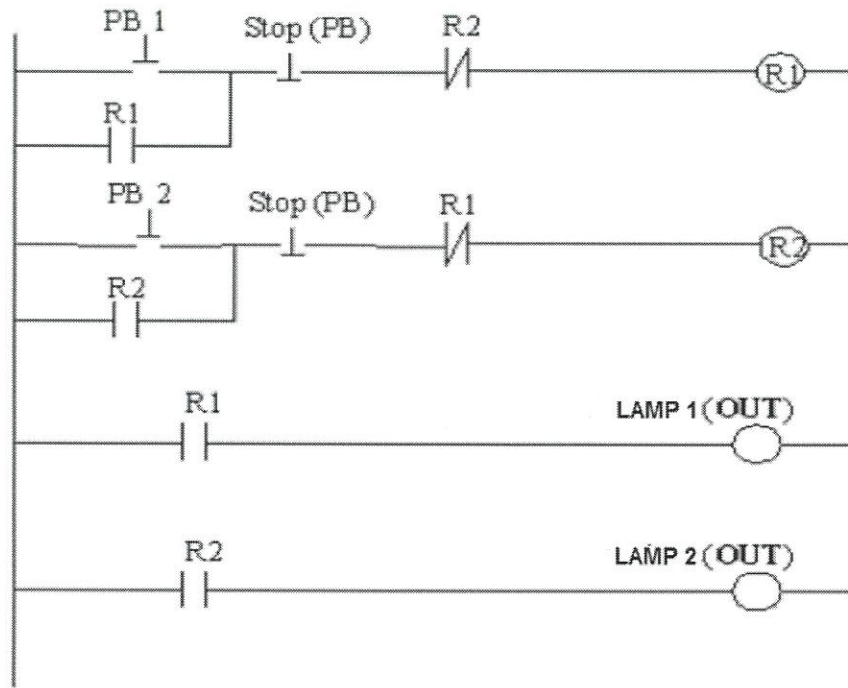 PB 1
Stop (PB)
R2
R1
R1
PB 2
Stop (PB)
R1
R2
R2
R1
LAMP 1 (OUT)
R2
LAMP 2 (OUT)